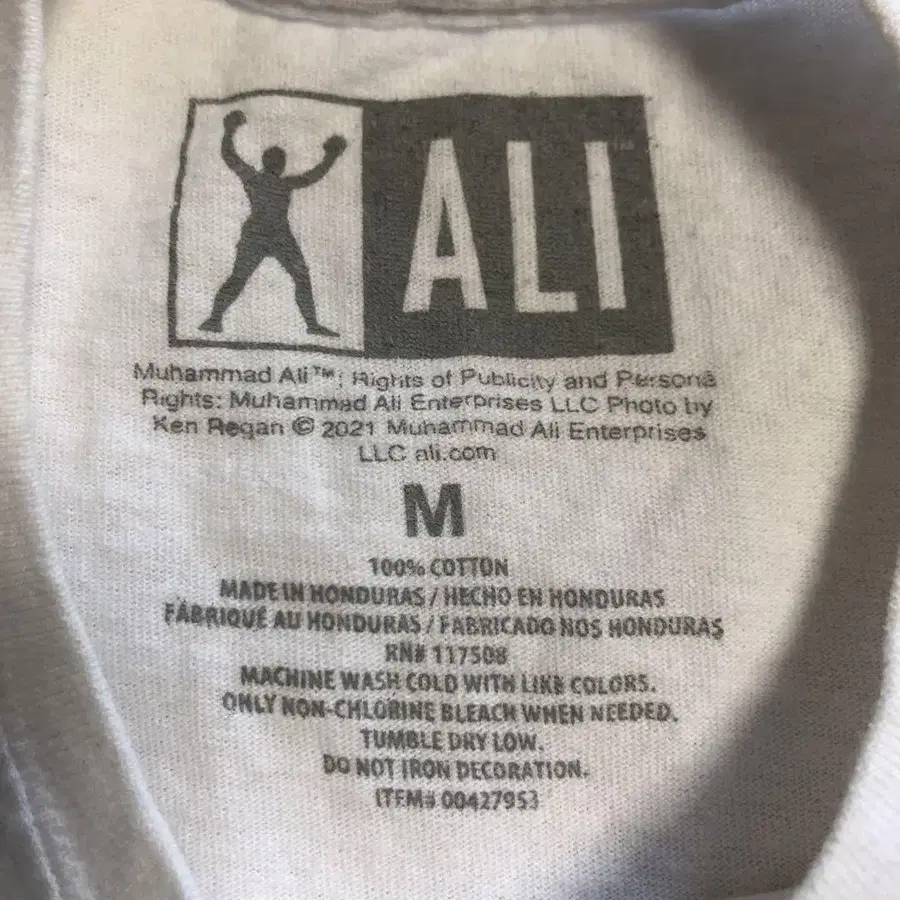 ALI™
Muhammad Ali™; Rights of Publicity and Persona
Rights: Muhammad Ali Enterprises LLC Photo by
Ken Regan © 2021 Muhammad Ali Enterprises
LLC ali.com
M
100% COTTON
MADE IN HONDURAS / HECHO EN HONDURAS
FABRIQUÉ AU HONDURAS / FABRICADO NOS HONDURAS
RN# 117508
MACHINE WASH COLD WITH LIKE COLORS.
ONLY NON-CHLORINE BLEACH WHEN NEEDED.
TUMBLE DRY LOW.
DO NOT IRON DECORATION.
ITEM# 00427953